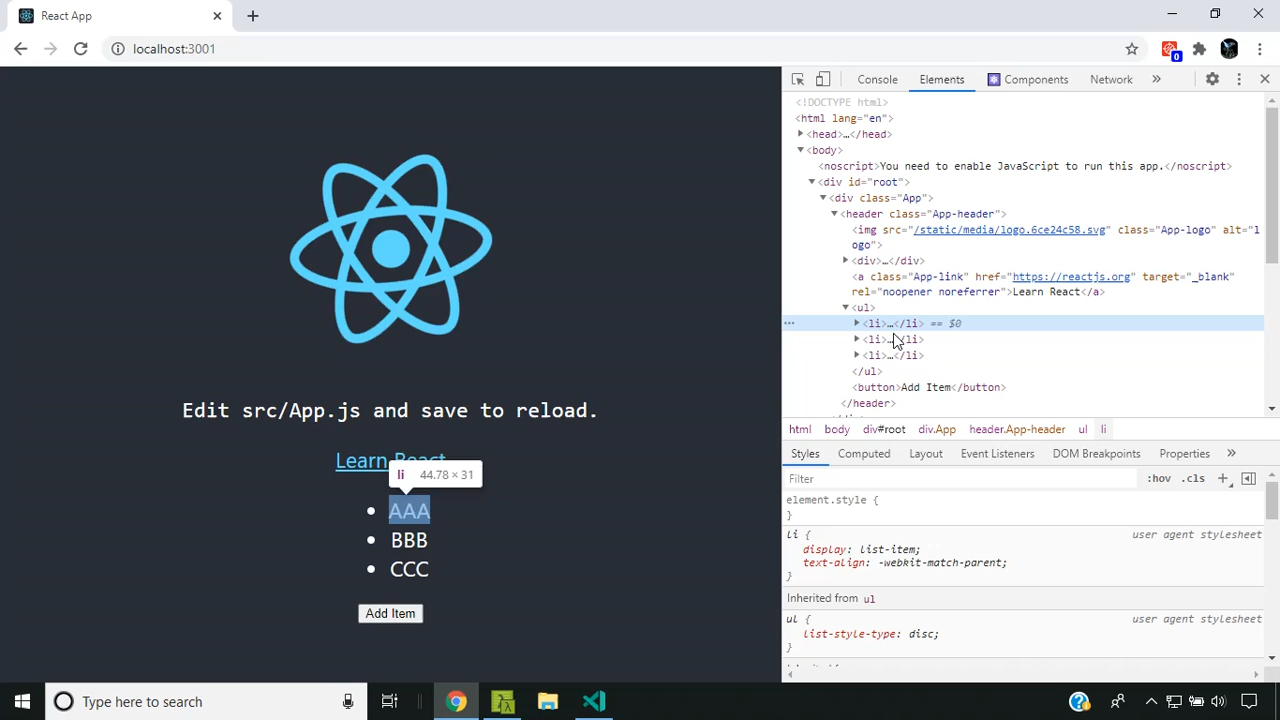 React App
localhost:3001
0
Edit src/App.js and save to reload.
Learn React
li 44.78 × 31
AAA
BBB
CCC
Add Item
Console Elements Components Network »
<!DOCTYPE html>
<html lang="en">
<head>…</head>
<body>
<noscript>You need to enable JavaScript to run this app.</noscript>
<div id="root">
<div class="App">
<header class="App-header">
<img src="/static/media/logo.6ce24c58.svg" class="App-logo" alt="l
ogo">
<div>…</div>
<a class="App-link" href="https://reactjs.org" target="_blank"
rel="noopener noreferrer">Learn React</a>
<ul>
<li>…</li> == $0
<li>…</li>
<li>…</li>
</ul>
<button>Add Item</button>
</header>
html body div#root div.App header.App-header ul li
Styles Computed Layout Event Listeners DOM Breakpoints Properties »
Filter :hov .cls +
element.style {
}
li { user agent stylesheet
display: list-item;
text-align: -webkit-match-parent;
}
Inherited from ul
ul { user agent stylesheet
list-style-type: disc;
}
Type here to search